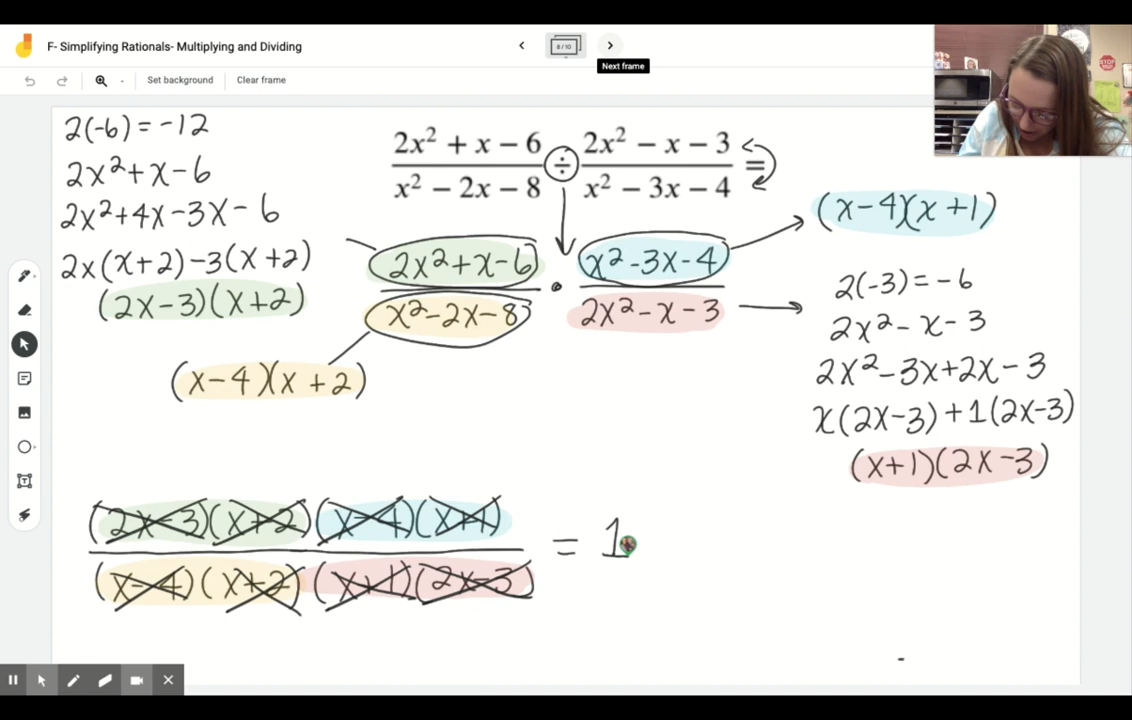 F- Simplifying Rationals- Multiplying and Dividing
8 / 10
Next frame
Set background
Clear frame
STOP
2(-6) = -12
2x² + x - 6
2x² + 4x - 3x - 6
2x(x+2) - 3(x+2)
(2x-3)(x+2)
2x² + x − 6
x² − 2x − 8
÷
2x² − x − 3
x² − 3x − 4
=
2x² + x - 6
x² - 2x - 8
•
x² - 3x - 4
2x² - x - 3
(x-4)(x+1)
(x-4)(x+2)
2(-3) = -6
2x² - x - 3
2x² - 3x + 2x - 3
x(2x-3) + 1(2x-3)
(x+1)(2x-3)
(2x-3)(x+2)(x-4)(x+1)
(x-4)(x+2)(x+1)(2x-3)
= 1